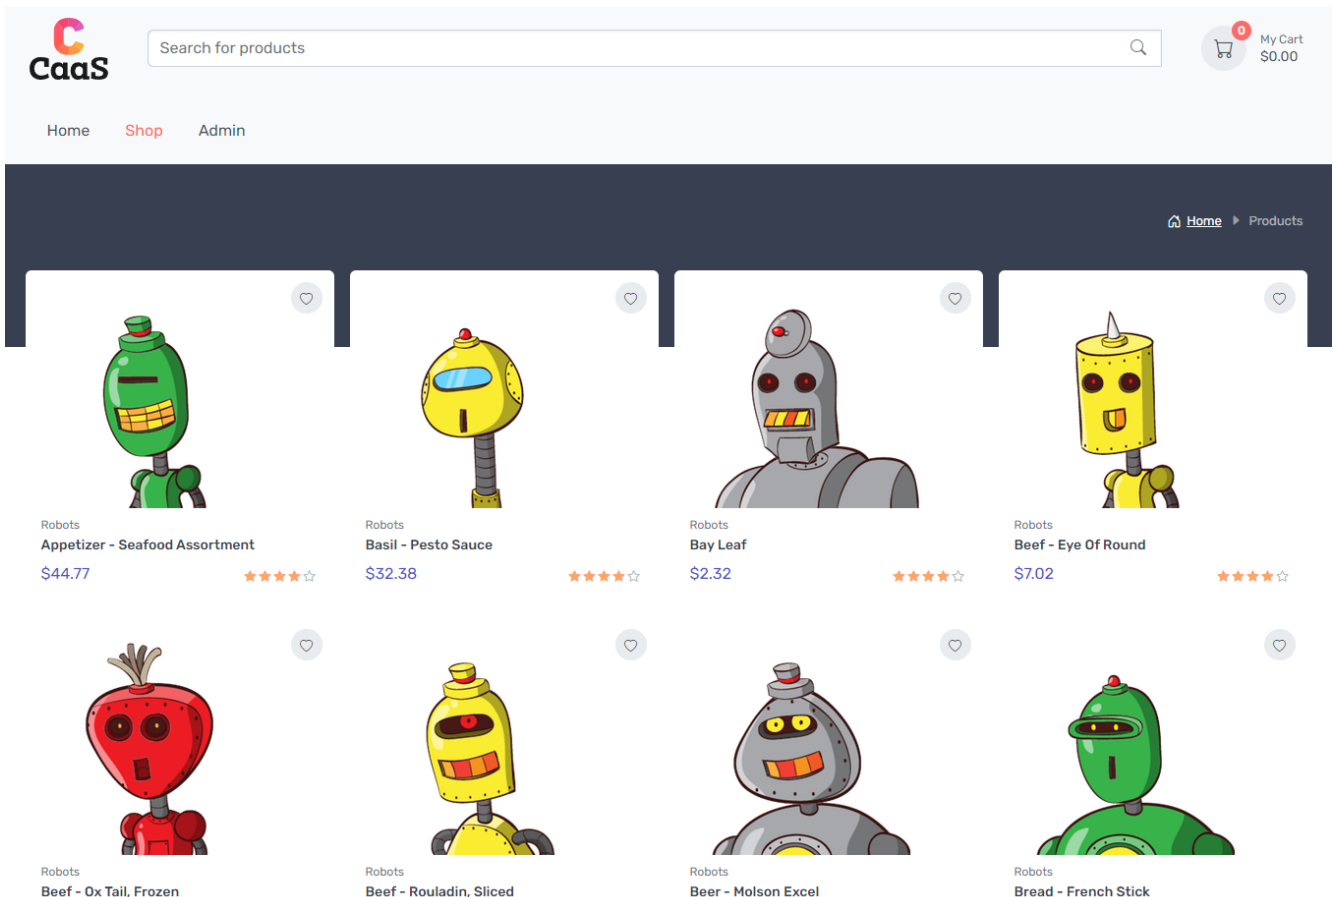 C
CaaS
Search for products
0
My Cart
$0.00
Home Shop Admin
Home Products
Robots
Appetizer - Seafood Assortment
$44.77
Robots
Basil - Pesto Sauce
$32.38
Robots
Bay Leaf
$2.32
Robots
Beef - Eye Of Round
$7.02
Robots
Beef - Ox Tail, Frozen
Robots
Beef - Rouladin, Sliced
Robots
Beer - Molson Excel
Robots
Bread - French Stick